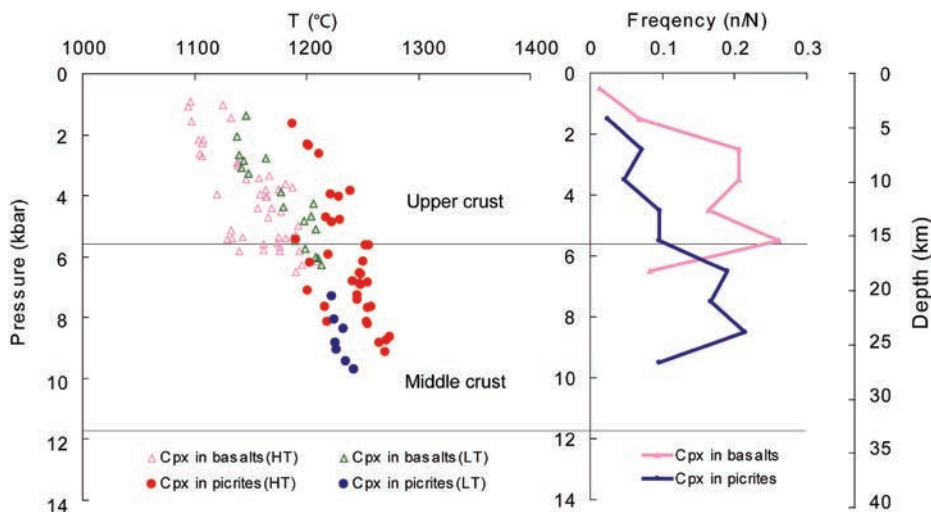 T (°C)
1000 1100 1200 1300 1400
0
2
4
6
8
10
12
14
Pressure (kbar)
Upper crust
Middle crust
Cpx in basalts(HT)
Cpx in basalts(LT)
Cpx in picrites(HT)
Cpx in picrites(LT)
Freqency (n/N)
0 0.1 0.2 0.3
0
2
4
6
8
10
12
14
Cpx in basalts
Cpx in picrites
0
5
10
15
20
25
30
35
40
Depth (km)